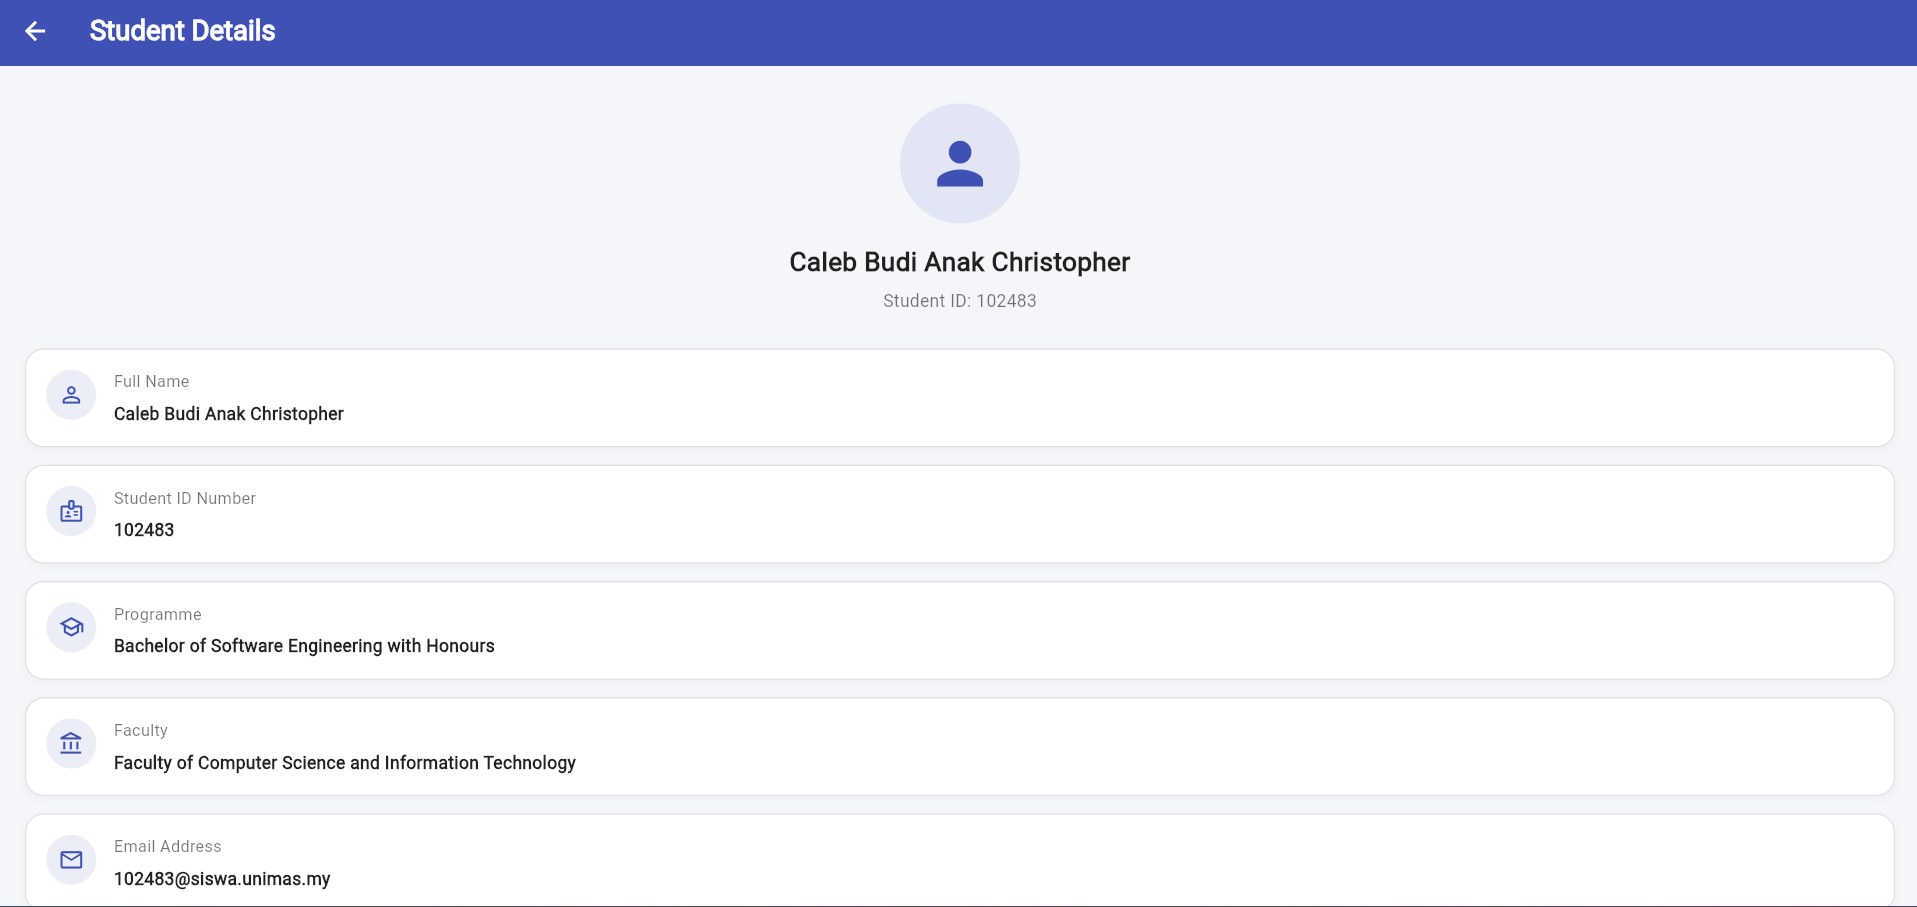 Student Details
Caleb Budi Anak Christopher
Student ID: 102483
Full Name
Caleb Budi Anak Christopher
Student ID Number
102483
Programme
Bachelor of Software Engineering with Honours
Faculty
Faculty of Computer Science and Information Technology
Email Address
102483@siswa.unimas.my